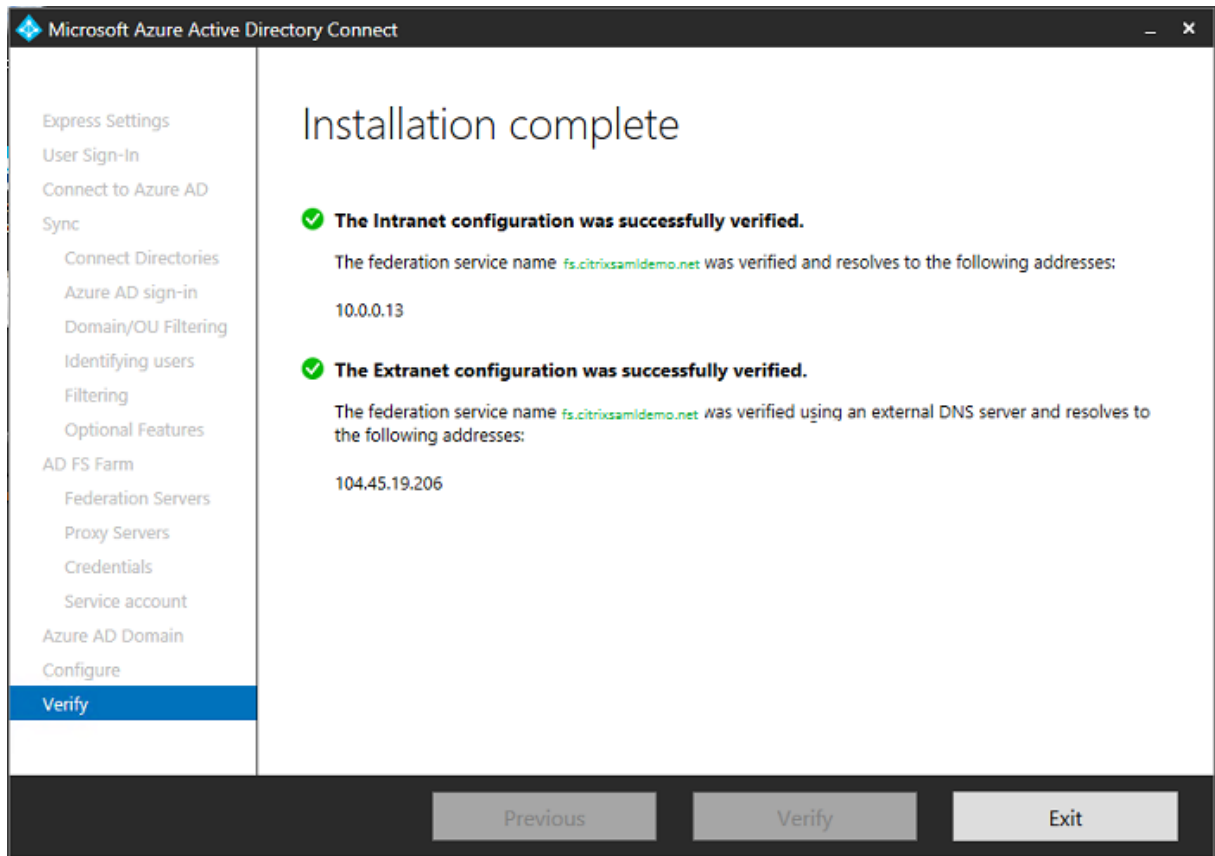 Microsoft Azure Active Directory Connect
Express Settings
User Sign-In
Connect to Azure AD
Sync
Connect Directories
Azure AD sign-in
Domain/OU Filtering
Identifying users
Filtering
Optional Features
AD FS Farm
Federation Servers
Proxy Servers
Credentials
Service account
Azure AD Domain
Configure
Verify
Installation complete
The Intranet configuration was successfully verified.
The federation service name fs.citrixsamldemo.net was verified and resolves to the following addresses:
10.0.0.13
The Extranet configuration was successfully verified.
The federation service name fs.citrixsamldemo.net was verified using an external DNS server and resolves to
the following addresses:
104.45.19.206
Previous
Verify
Exit